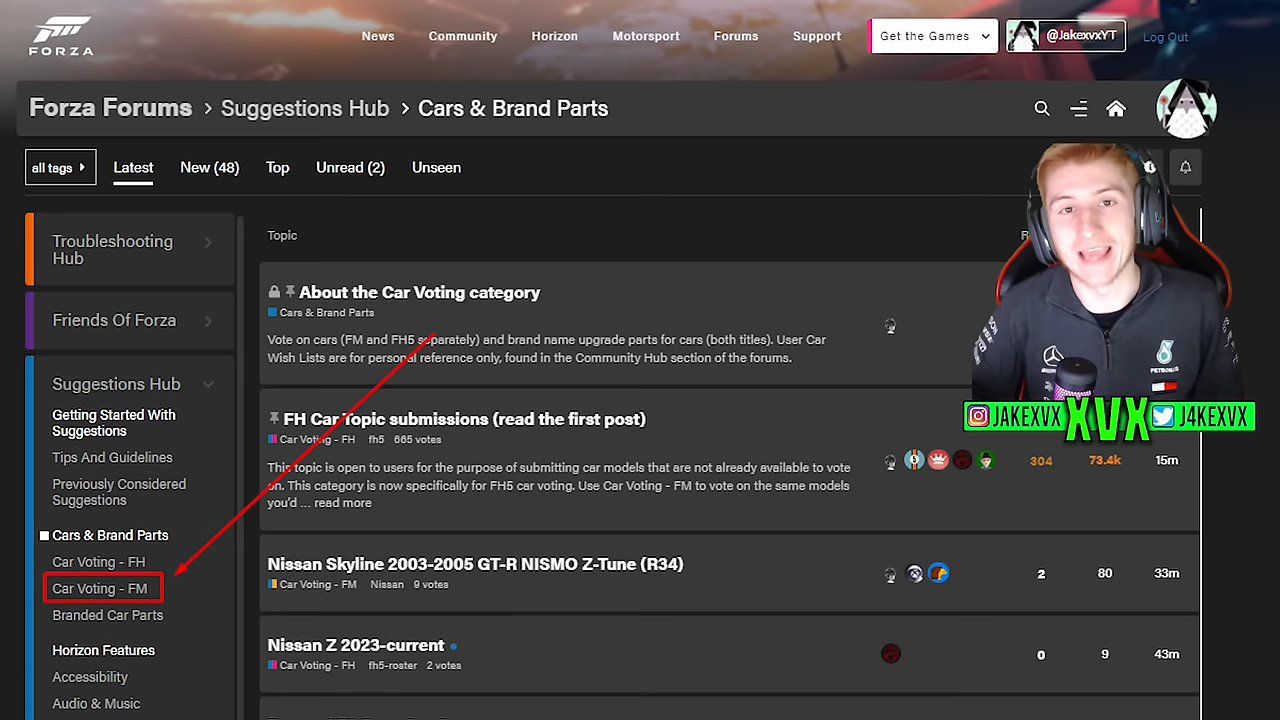 FORZA
News Community Horizon Motorsport Forums Support Get the Games @JakexvxYT Log Out
Forza Forums > Suggestions Hub > Cars & Brand Parts
all tags Latest New (48) Top Unread (2) Unseen
Troubleshooting
Hub
Friends Of Forza
Suggestions Hub
Getting Started With
Suggestions
Tips And Guidelines
Previously Considered
Suggestions
Cars & Brand Parts
Car Voting - FH
Car Voting - FM
Branded Car Parts
Horizon Features
Accessibility
Audio & Music
Topic
About the Car Voting category
Cars & Brand Parts
Vote on cars (FM and FH5 separately) and brand name upgrade parts for cars (both titles). User Car
Wish Lists are for personal reference only, found in the Community Hub section of the forums.
FH Car Topic submissions (read the first post)
Car Voting - FH fh5 665 votes
This topic is open to users for the purpose of submitting car models that are not already available to vote
on. This category is now specifically for FH5 car voting. Use Car Voting - FM to vote on the same models
you'd ... read more
304 73.4k 15m
Nissan Skyline 2003-2005 GT-R NISMO Z-Tune (R34)
Car Voting - FM Nissan 9 votes
2 80 33m
Nissan Z 2023-current
Car Voting - FH fh5-roster 2 votes
0 9 43m
PETRONAS
JAKEXVX XVX J4KEXVX